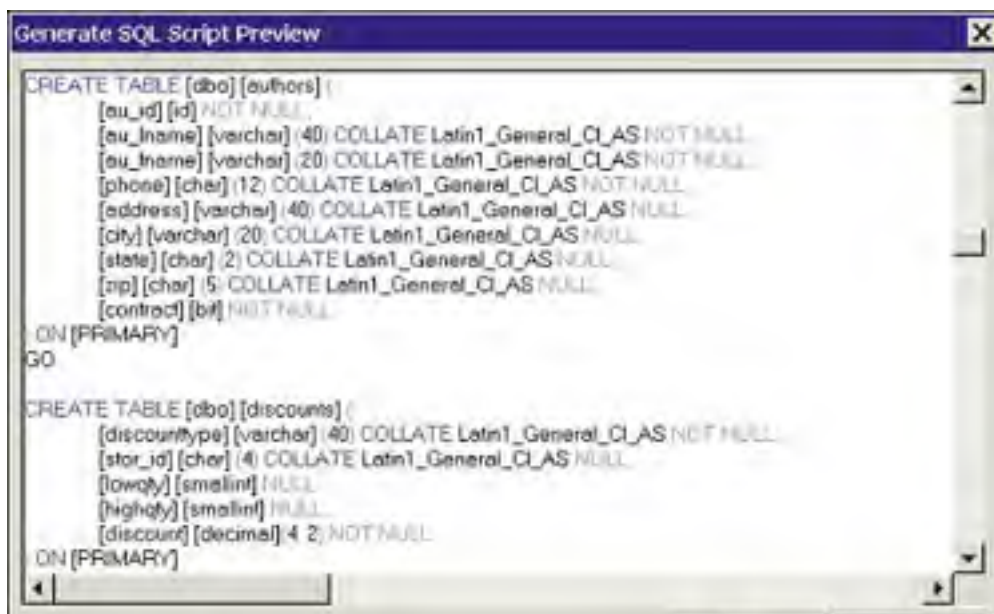 Generate SQL Script Preview
CREATE TABLE [dbo].[authors] (
[au_id] [id] NOT NULL ,
[au_lname] [varchar] (40) COLLATE Latin1_General_CI_AS NOT NULL ,
[au_fname] [varchar] (20) COLLATE Latin1_General_CI_AS NOT NULL ,
[phone] [char] (12) COLLATE Latin1_General_CI_AS NOT NULL ,
[address] [varchar] (40) COLLATE Latin1_General_CI_AS NULL ,
[city] [varchar] (20) COLLATE Latin1_General_CI_AS NULL ,
[state] [char] (2) COLLATE Latin1_General_CI_AS NULL ,
[zip] [char] (5) COLLATE Latin1_General_CI_AS NULL ,
[contract] [bit] NOT NULL
) ON [PRIMARY]
GO
CREATE TABLE [dbo].[discounts] (
[discounttype] [varchar] (40) COLLATE Latin1_General_CI_AS NOT NULL ,
[stor_id] [char] (4) COLLATE Latin1_General_CI_AS NULL ,
[lowqty] [smallint] NULL ,
[highqty] [smallint] NULL ,
[discount] [decimal](4, 2) NOT NULL
) ON [PRIMARY]